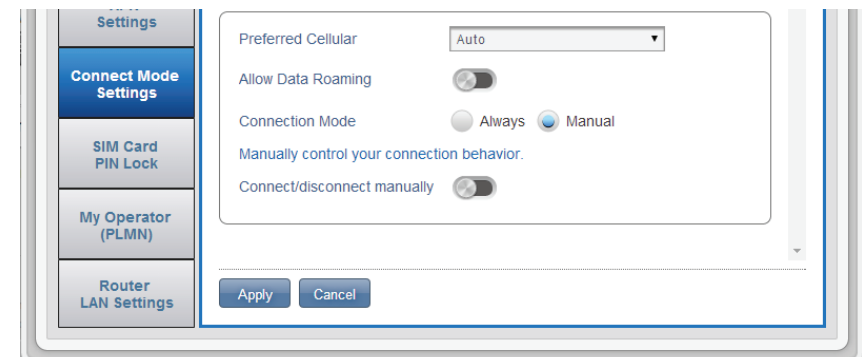 Settings
Connect Mode
Settings
SIM Card
PIN Lock
My Operator
(PLMN)
Router
LAN Settings
Preferred Cellular Auto
Allow Data Roaming
Connection Mode Always Manual
Manually control your connection behavior.
Connect/disconnect manually
Apply Cancel